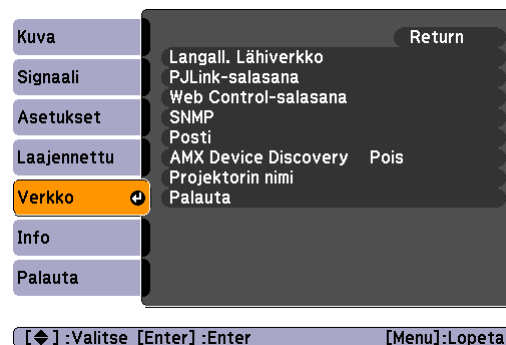 Kuva
Signaali
Asetukset
Laajennettu
Verkko
Info
Palauta
Return
Langall. Lähiverkko
PJLink-salasana
Web Control-salasana
SNMP
Posti
AMX Device Discovery Pois
Projektorin nimi
Palauta
[◆] :Valitse [Enter] :Enter [Menu]:Lopeta